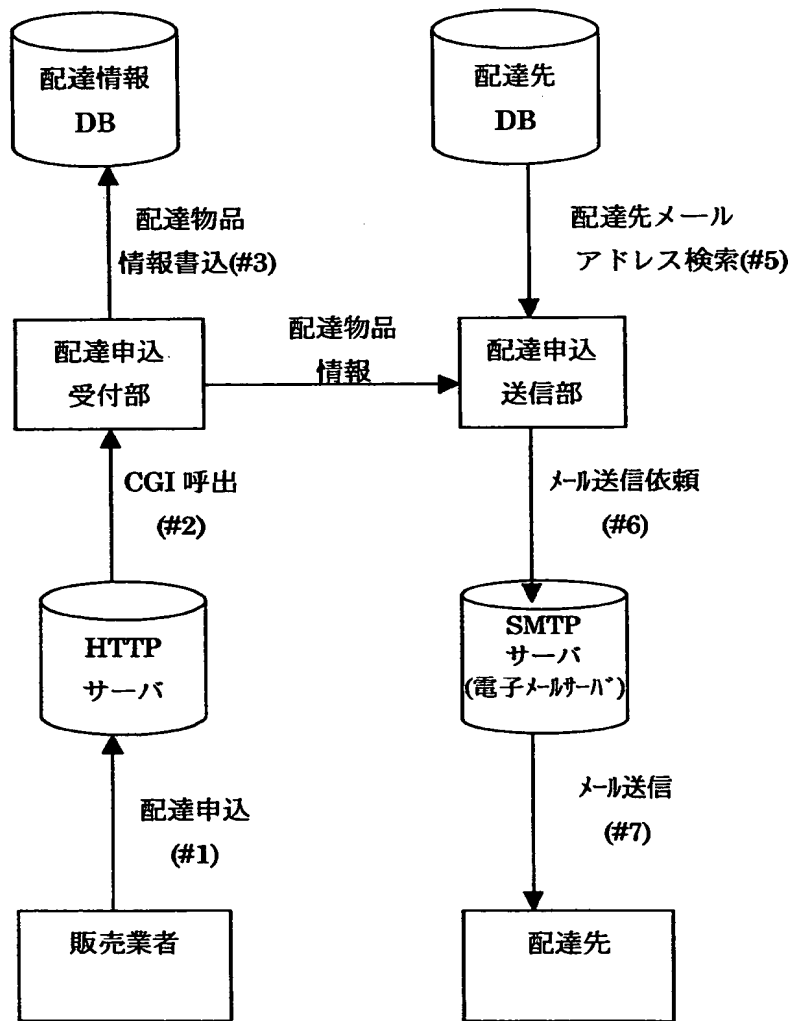 配達情報
DB
配達先
DB
配達物品
情報書込(#3)
配達先メール
アドレス検索(#5)
配達申込
受付部
配達物品
情報
配達申込
送信部
CGI 呼出
(#2)
ﾒｰﾙ送信依頼
(#6)
HTTP
サーバ
SMTP
サーバ
(電子ﾒｰﾙｻｰﾊﾞ)
配達申込
(#1)
ﾒｰﾙ送信
(#7)
販売業者
配達先